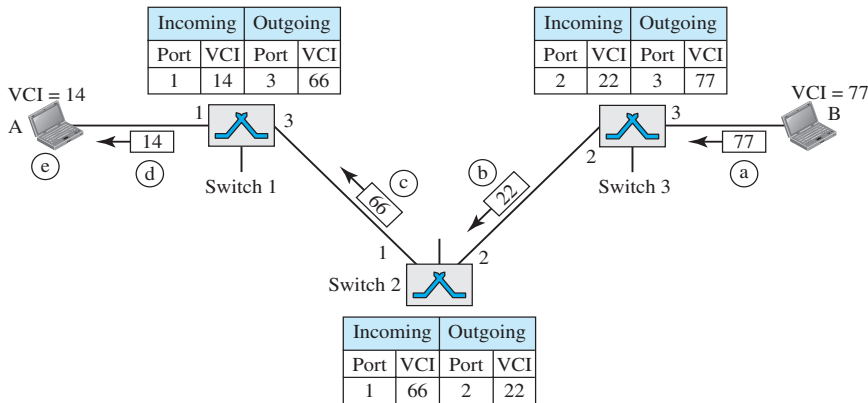 Incoming Outgoing
Port VCI Port VCI
1 14 3 66
Incoming Outgoing
Port VCI Port VCI
2 22 3 77
VCI = 14
A
e
14
d
1
3
Switch 1
66
c
b
22
2
3
Switch 3
VCI = 77
B
77
a
1
2
Switch 2
Incoming Outgoing
Port VCI Port VCI
1 66 2 22